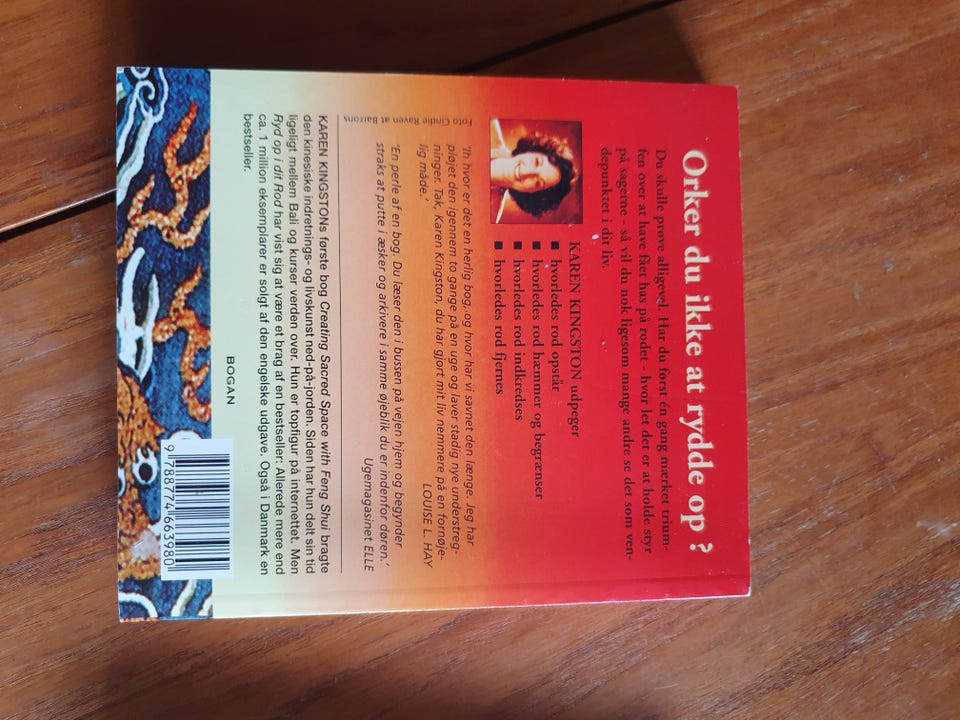 Orker du ikke at rydde op ?
Du skulle prøve alligevel. Har du først én gang mærket trium-
fen over at have fået has på rodet - hvor let det er at holde styr
på sagerne - så vil du nok ligesom mange andre se det som ven-
depunktet i dit liv.
KAREN KINGSTON udpeger
■ hvorledes rod opstår
■ hvorledes rod hæmmer og begrænser
■ hvorledes rod indkredses
■ hvorledes rod fjernes
Foto Cindie Raven at Barrons
'Ih hvor er det en herlig bog, og hvor har vi savnet den længe. Jeg har
pløjet den igennem to gange på en uge og laver stadig nye understreg-
ninger. Tak, Karen Kingston, du har gjort mit liv nemmere på en fornøje-
lig måde.'
LOUISE L. HAY
'En perle af en bog. Du læser den i bussen på vejen hjem og begynder
straks at putte i æsker og arkivere i samme øjeblik du er indenfor døren.'
Ugemagasinet ELLE
KAREN KINGSTONs første bog Creating Sacred Space with Feng Shui bragte
den kinesiske indretnings- og livskunst ned-på-jorden. Siden har hun delt sin tid
ligeligt mellem Bali og kurser verden over. Hun er topfigur på internettet. Men
Ryd op i dit Rod har vist sig at være et brag af en bestseller: Allerede mere end
ca. 1 million eksemplarer er solgt af den engelske udgave. Også i Danmark en
bestseller.
BOGAN
9 788774 663980